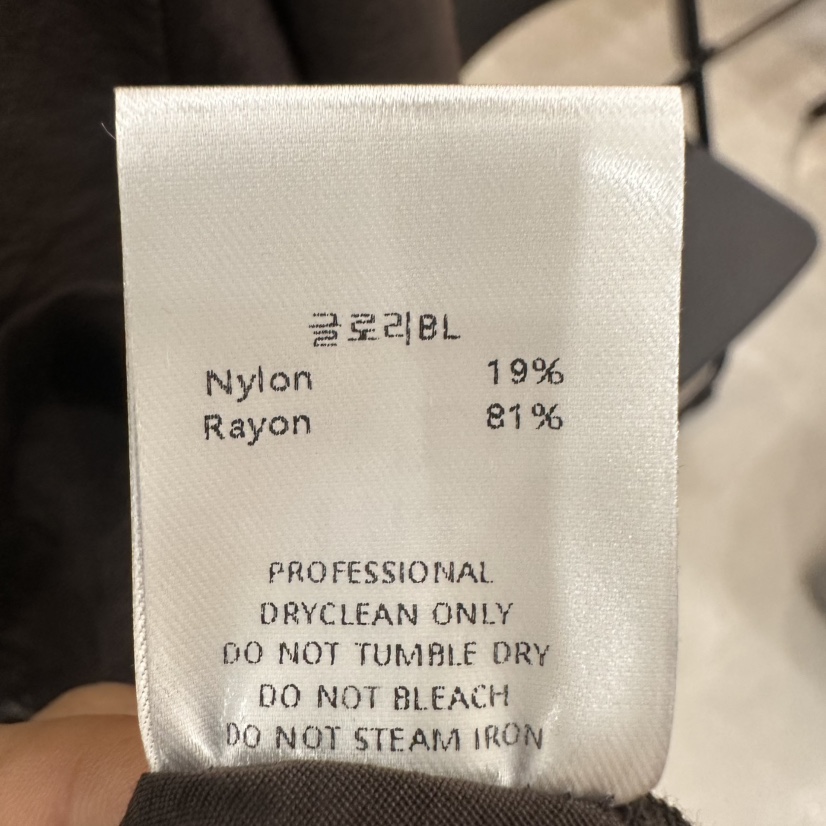 글로리BL
Nylon 19%
Rayon 81%
PROFESSIONAL
DRYCLEAN ONLY
DO NOT TUMBLE DRY
DO NOT BLEACH
DO NOT STEAM IRON